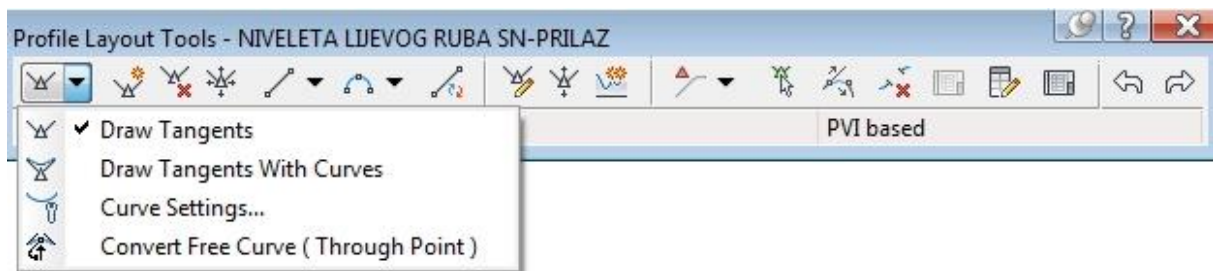 Profile Layout Tools - NIVELETA LIJEVOG RUBA SN-PRILAZ
PVI based
Draw Tangents
Draw Tangents With Curves
Curve Settings...
Convert Free Curve ( Through Point )